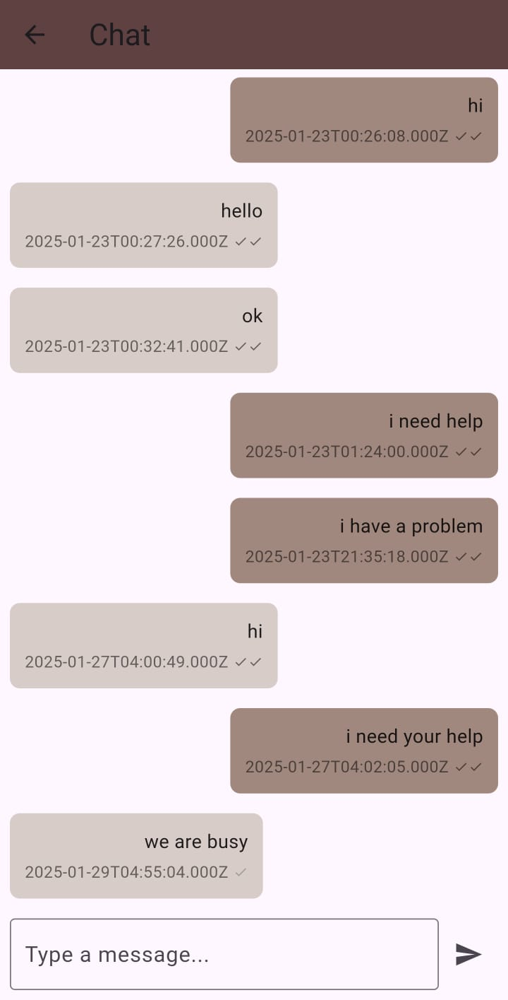 Chat
hi
2025-01-23T00:26:08.000Z ✓✓
hello
2025-01-23T00:27:26.000Z ✓✓
ok
2025-01-23T00:32:41.000Z ✓✓
i need help
2025-01-23T01:24:00.000Z ✓✓
i have a problem
2025-01-23T21:35:18.000Z ✓✓
hi
2025-01-27T04:00:49.000Z ✓✓
i need your help
2025-01-27T04:02:05.000Z ✓✓
we are busy
2025-01-29T04:55:04.000Z ✓
Type a message...